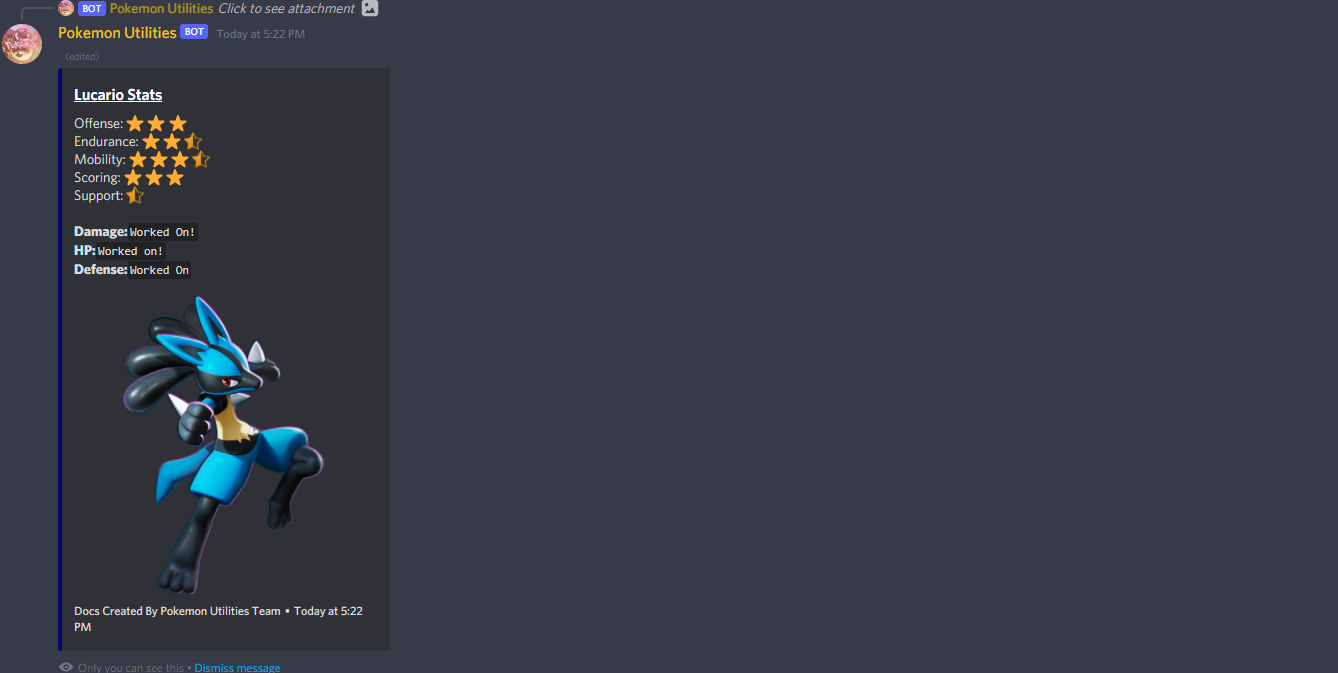 BOT Pokemon Utilities Click to see attachment
Pokemon Utilities BOT Today at 5:22 PM
(edited)
Lucario Stats
Offense: ⭐⭐⭐
Endurance: ⭐⭐
Mobility: ⭐⭐⭐
Scoring: ⭐⭐⭐
Support:
Damage: Worked On!
HP: Worked on!
Defense: Worked On
Docs Created By Pokemon Utilities Team • Today at 5:22
PM
Only you can see this • Dismiss message